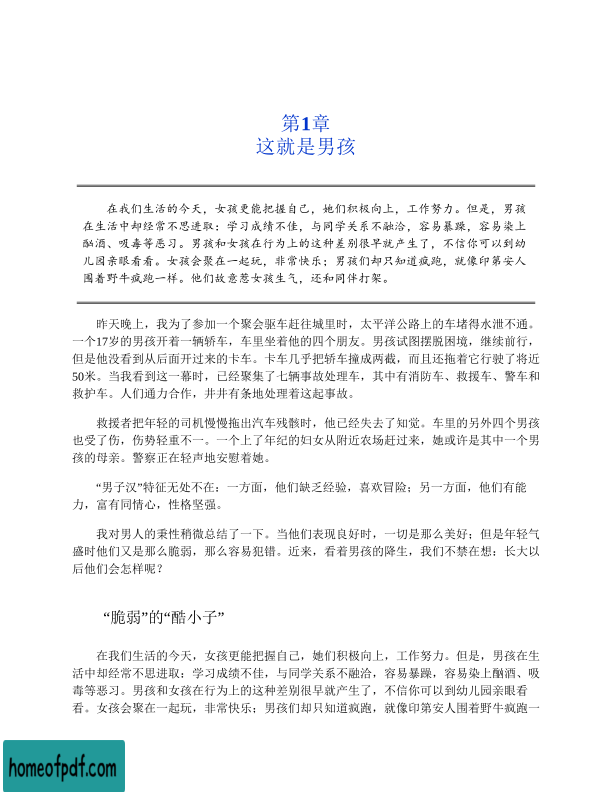 第1章
这就是男孩
在我们生活的今天，女孩更能把握自己，她们积极向上，工作努力。但是，男孩
在生活中却经常不思进取：学习成绩不佳，与同学关系不融洽，容易暴躁，容易染上
酗酒、吸毒等恶习。男孩和女孩在行为上的这种差别很早就产生了，不信你可以到幼
儿园亲眼看看。女孩会聚在一起玩，非常快乐；男孩们却只知道疯跑，就像印第安人
围着野牛疯跑一样。他们故意惹女孩生气，还和同伴打架。
昨天晚上，我为了参加一个聚会驱车赶往城里时，太平洋公路上的车堵得水泄不通。
一个17岁的男孩开着一辆轿车，车里坐着他的四个朋友。男孩试图摆脱困境，继续前行，
但是他没看到从后面开过来的卡车。卡车几乎把轿车撞成两截，而且还拖着它行驶了将近
50米。当我看到这一幕时，已经聚集了七辆事故处理车，其中有消防车、救援车、警车和
救护车。人们通力合作，井井有条地处理着这起事故。
救援者把年轻的司机慢慢拖出汽车残骸时，他已经失去了知觉。车里的另外四个男孩
也受了伤，伤势轻重不一。一个上了年纪的妇女从附近农场赶过来，她或许是其中一个男
孩的母亲。警察正在轻声地安慰着她。
“男子汉”特征无处不在：一方面，他们缺乏经验，喜欢冒险；另一方面，他们有能
力，富有同情心，性格坚强。
我对男人的秉性稍微总结了一下。当他们表现良好时，一切是那么美好；但是年轻气
盛时他们又是那么脆弱，那么容易犯错。近来，看着男孩的降生，我们不禁在想：长大以
后他们会怎样呢？
“脆弱”的“酷小子”
在我们生活的今天，女孩更能把握自己，她们积极向上，工作努力。但是，男孩在生
活中却经常不思进取：学习成绩不佳，与同学关系不融洽，容易暴躁，容易染上酗酒、吸
毒等恶习。男孩和女孩在行为上的这种差别很早就产生了，不信你可以到幼儿园亲眼看
看。女孩会聚在一起玩，非常快乐；男孩们却只知道疯跑，就像印第安人围着野牛疯跑一
homeofpdf.com